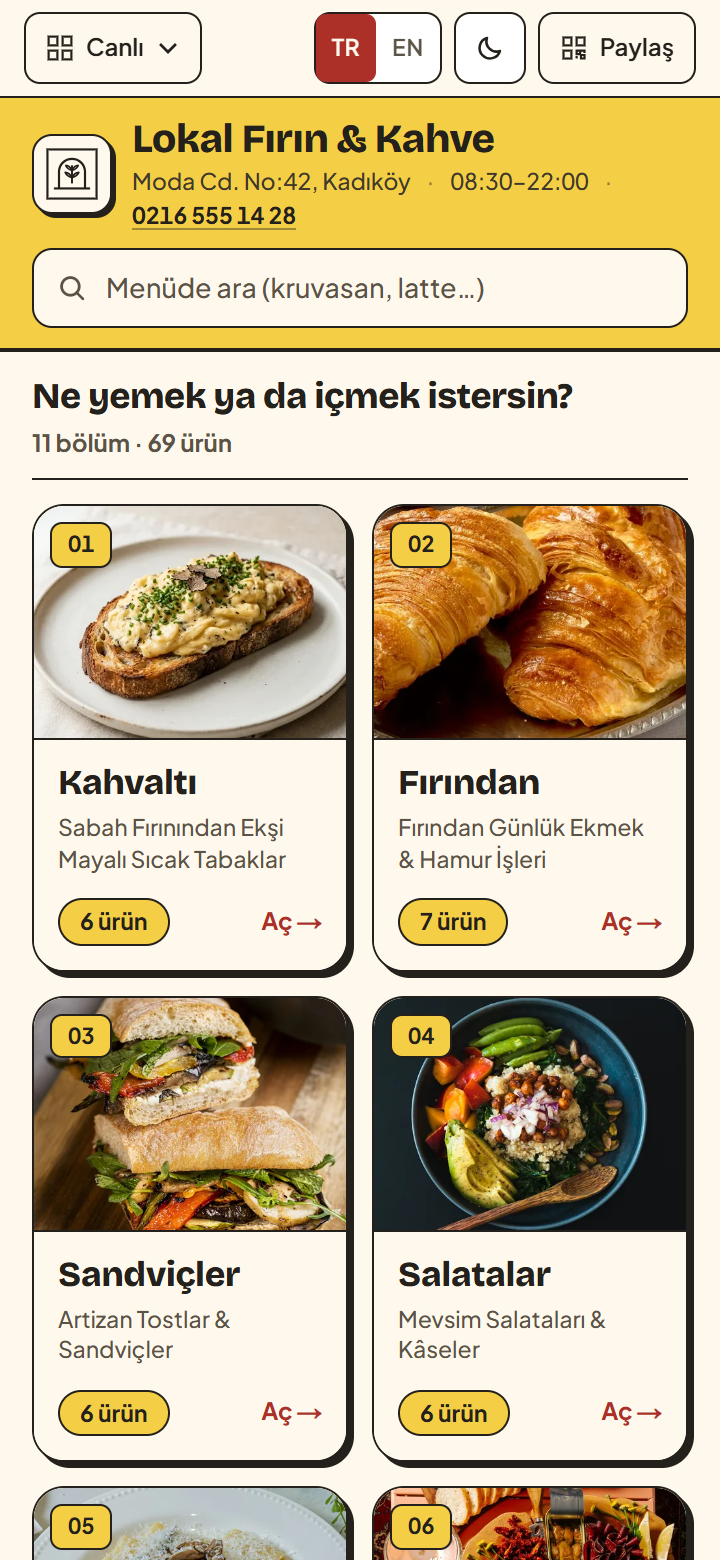 Canlı
TR EN
Paylaş
Lokal Fırın & Kahve
Moda Cd. No:42, Kadıköy · 08:30–22:00 ·
0216 555 14 28
Menüde ara (kruvasan, latte…)
Ne yemek ya da içmek istersin?
11 bölüm · 69 ürün
01
Kahvaltı
Sabah Fırınından Ekşi
Mayalı Sıcak Tabaklar
6 ürün
Aç →
02
Fırından
Fırından Günlük Ekmek
& Hamur İşleri
7 ürün
Aç →
03
Sandviçler
Artizan Tostlar &
Sandviçler
6 ürün
Aç →
04
Salatalar
Mevsim Salataları &
Kâseler
6 ürün
Aç →
05
06